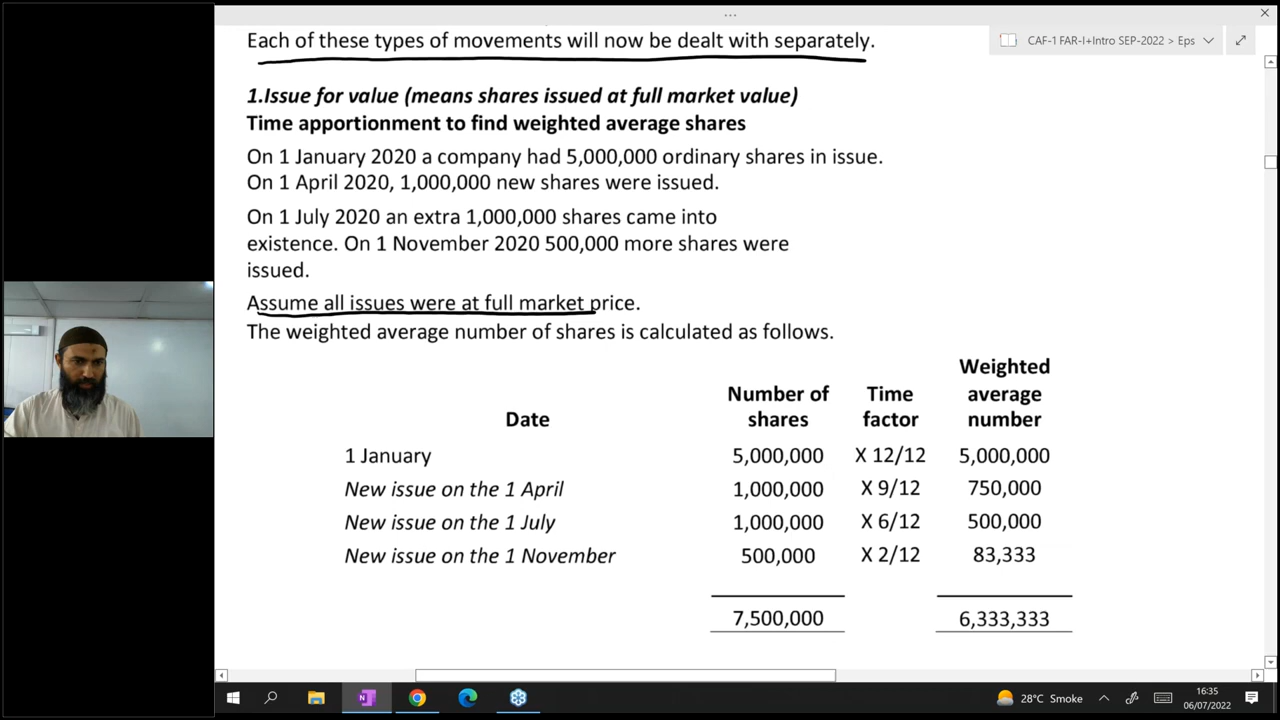 ...
Each of these types of movements will now be dealt with separately.
CAF-1 FAR-I+Intro SEP-2022 > Eps
1.Issue for value (means shares issued at full market value)
Time apportionment to find weighted average shares
On 1 January 2020 a company had 5,000,000 ordinary shares in issue.
On 1 April 2020, 1,000,000 new shares were issued.
On 1 July 2020 an extra 1,000,000 shares came into
existence. On 1 November 2020 500,000 more shares were
issued.
Assume all issues were at full market price.
The weighted average number of shares is calculated as follows.
Date
Number of
shares
Time
factor
Weighted
average
number
1 January 5,000,000 X 12/12 5,000,000
New issue on the 1 April 1,000,000 X 9/12 750,000
New issue on the 1 July 1,000,000 X 6/12 500,000
New issue on the 1 November 500,000 X 2/12 83,333
7,500,000 6,333,333
28°C Smoke
16:35
06/07/2022